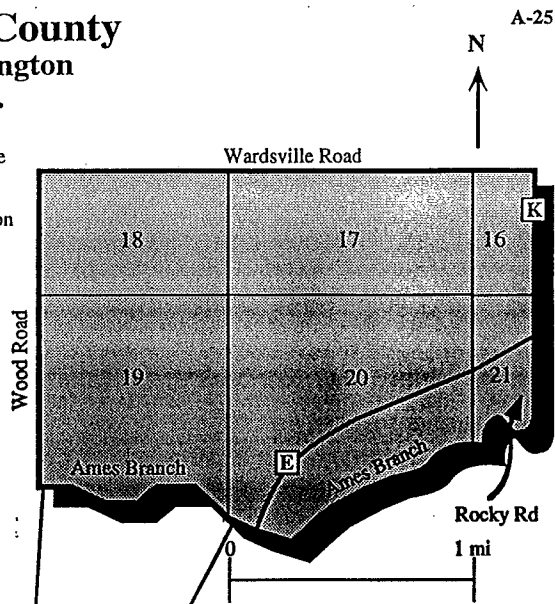 County
A-25
ngton
N
e
Wardsville Road
on
K
18
17
16
Wood Road
19
20
21
E
Ames Branch
Ames Branch
Rocky Rd
0
1 mi